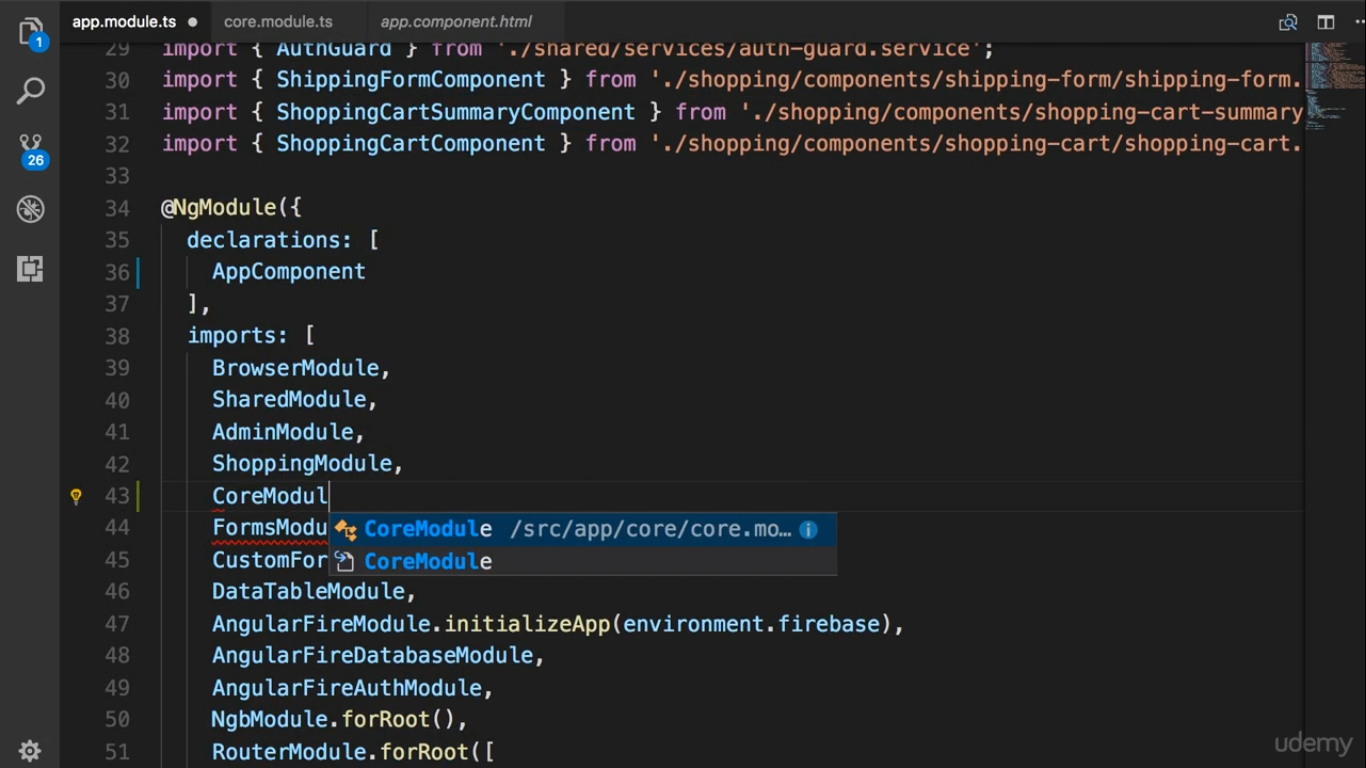 app.module.ts ● core.module.ts app.component.html
29 import { AuthGuard } from './shared/services/auth-guard.service';
30 import { ShippingFormComponent } from './shopping/components/shipping-form/shipping-form.
31 import { ShoppingCartSummaryComponent } from './shopping/components/shopping-cart-summary
32 import { ShoppingCartComponent } from './shopping/components/shopping-cart/shopping-cart.
33
34 @NgModule({
35 declarations: [
36 AppComponent
37 ],
38 imports: [
39 BrowserModule,
40 SharedModule,
41 AdminModule,
42 ShoppingModule,
43 CoreModul
44 FormsModu
CoreModule /src/app/core/core.mo…
45 CustomFor
CoreModule
46 DataTableModule,
47 AngularFireModule.initializeApp(environment.firebase),
48 AngularFireDatabaseModule,
49 AngularFireAuthModule,
50 NgbModule.forRoot(),
51 RouterModule.forRoot([
1
26
udemy